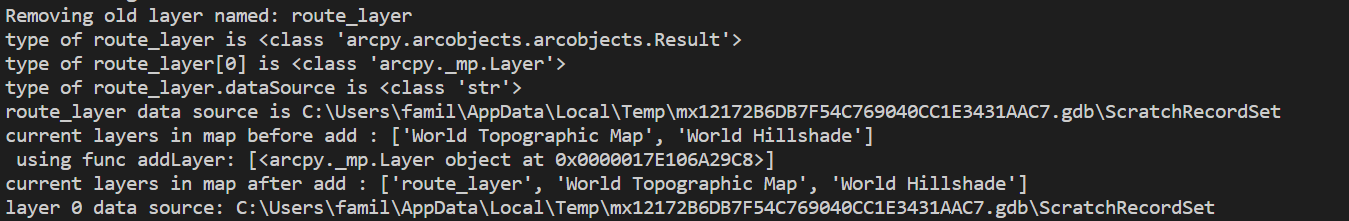 Removing old layer named: route_layer
type of route_layer is <class 'arcpy.arcobjects.arcobjects.Result'>
type of route_layer[0] is <class 'arcpy._mp.Layer'>
type of route_layer.dataSource is <class 'str'>
route_layer data source is C:\Users\famil\AppData\Local\Temp\mx12172B6DB7F54C769040CC1E3431AAC7.gdb\ScratchRecordSet
current layers in map before add : ['World Topographic Map', 'World Hillshade']
 using func addLayer: [<arcpy._mp.Layer object at 0x0000017E106A29C8>]
current layers in map after add : ['route_layer', 'World Topographic Map', 'World Hillshade']
layer 0 data source: C:\Users\famil\AppData\Local\Temp\mx12172B6DB7F54C769040CC1E3431AAC7.gdb\ScratchRecordSet